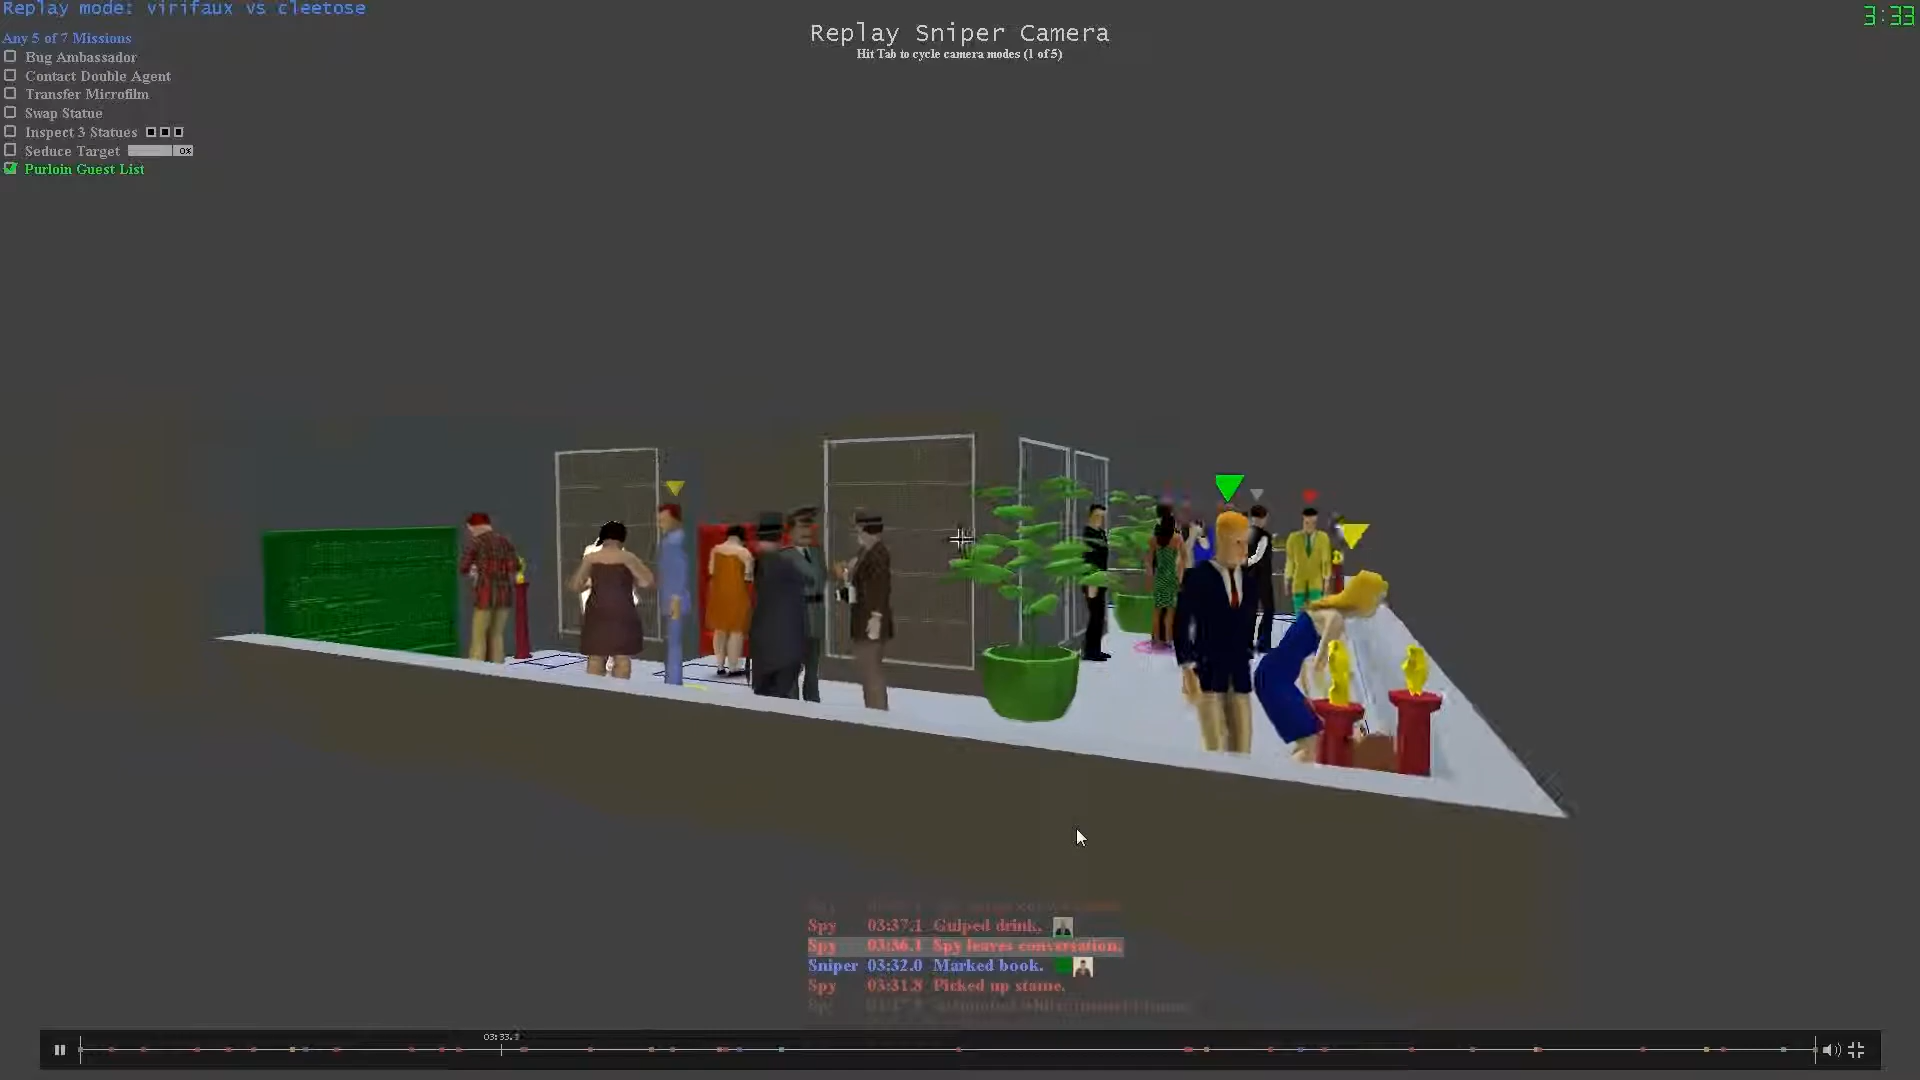 Replay mode: virifaux vs cleetose
Replay Sniper Camera
Hit Tab to cycle camera modes (1 of 5)
3:33
Any 5 of 7 Missions
Bug Ambassador
Contact Double Agent
Transfer Microfilm
Swap Statue
Inspect 3 Statues
Seduce Target 0%
Purloin Guest List
Spy 03:37.1 Gulped drink.
Spy 03:36.1 Spy leaves conversation.
Sniper 03:32.0 Marked book.
Spy 03:31.8 Picked up statue.